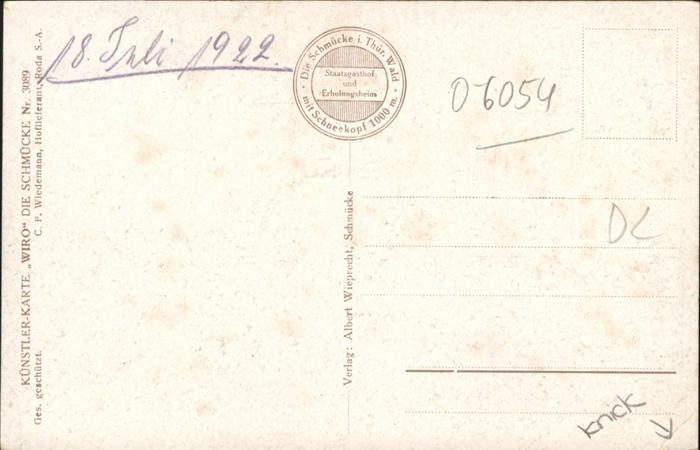 18. Juli 1922.
Die Schmücke i. Thür. Wald
Staatsgasthof
und
Erholungsheim
mit Schneekopf 1000 m.
06054
DL
KÜNSTLER-KARTE „WIRO“ DIE SCHMÜCKE Nr. 3089
Ges. geschützt. C. F. Wiedemann, Hoflieferant, Roda S.-A.
Verlag: Albert Wieprecht, Schmücke
Knick